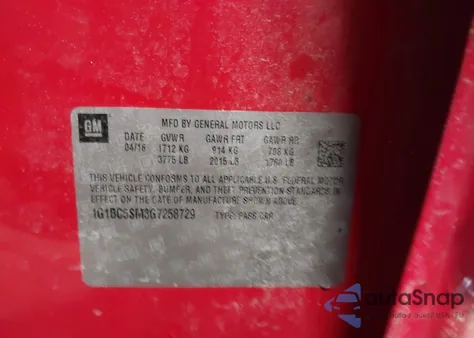 GM
MFD BY GENERAL MOTORS LLC
DATE GVWR GAWR FRT GAWR RR
04/16 1712 KG 914 KG 798 KG
3775 LB 2015 LB 1760 LB
THIS VEHICLE CONFORMS TO ALL APPLICABLE U.S. FEDERAL MOTOR
VEHICLE SAFETY, BUMPER, AND THEFT PREVENTION STANDARDS IN
EFFECT ON THE DATE OF MANUFACTURE SHOWN ABOVE.
1G1BC5SM3G7258729 TYPE: PASS CAR
AutoSnap